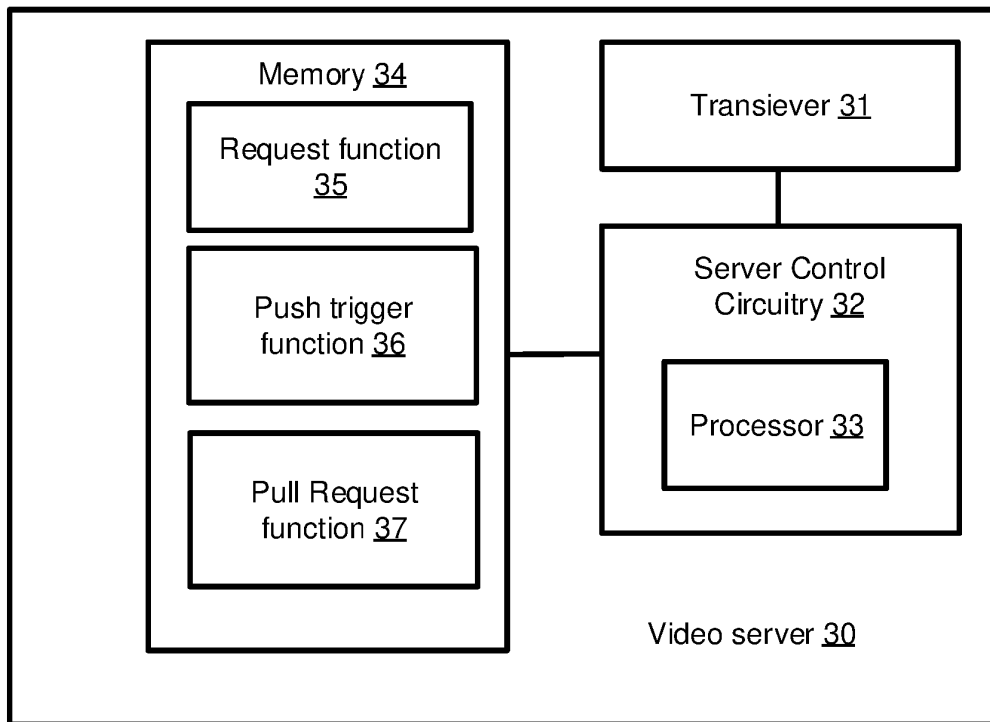 Memory 34
Request function
35
Push trigger
function 36
Pull Request
function 37
Transiever 31
Server Control
Circuitry 32
Processor 33
Video server 30